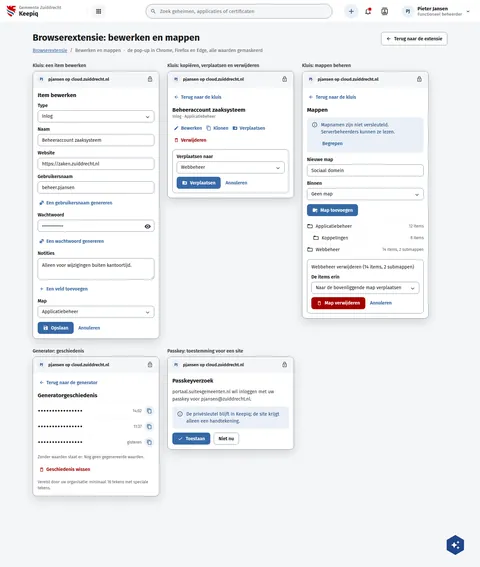 Gemeente Zuiddrecht
Keepiq
Zoek geheimen, applicaties of certificaten
PJ
Pieter Jansen
Functioneel beheerder
Browserextensie: bewerken en mappen
Browserextensie / Bewerken en mappen · de pop-up in Chrome, Firefox en Edge, alle waarden gemaskeerd
Terug naar de extensie
Kluis: een item bewerken
pjansen op cloud.zuiddrecht.nl
Item bewerken
Type
Inlog
Naam
Beheeraccount zaaksysteem
Website
https://zaken.zuiddrecht.nl
Gebruikersnaam
beheer.pjansen
Een gebruikersnaam genereren
Wachtwoord
Een wachtwoord genereren
Notities
Alleen voor wijzigingen buiten kantoortijd.
+ Een veld toevoegen
Map
Applicatiebeheer
Opslaan
Annuleren
Kluis: kopiëren, verplaatsen en verwijderen
pjansen op cloud.zuiddrecht.nl
Terug naar de kluis
Beheeraccount zaaksysteem
Inlog · Applicatiebeheer
Bewerken
Klonen
Verplaatsen
Verwijderen
Verplaatsen naar
Webbeheer
Verplaatsen
Annuleren
Kluis: mappen beheren
pjansen op cloud.zuiddrecht.nl
Terug naar de kluis
Mappen
Mapnamen zijn niet versleuteld.
Serverbeheerders kunnen ze lezen.
Begrepen
Nieuwe map
Sociaal domein
Binnen
Geen map
Map toevoegen
Applicatiebeheer
12 items
Koppelingen
Webbeheer
14 items, 2 submappen
Webbeheer verwijderen (14 items, 2 submappen)
De items erin
Naar de bovenliggende map verplaatsen
Map verwijderen
Annuleren
Generator: geschiedenis
pjansen op cloud.zuiddrecht.nl
Terug naar de generator
Generatorgeschiedenis
14:02
11:37
gisteren
Zonder waarden staat er: Nog geen gegenereerde waarden.
Geschiedenis wissen
Vereist door uw organisatie: minimaal 16 tekens met speciale
tekens.
Passkey: toestemming voor een site
pjansen op cloud.zuiddrecht.nl
Passkeyverzoek
portaal.suitexgemeenten.nl wil inloggen met uw
passkey voor pjansen@zuiddrecht.nl.
De privésleutel blijft in Keepiq; de site krijgt
alleen een handtekening.
Toestaan
Niet nu